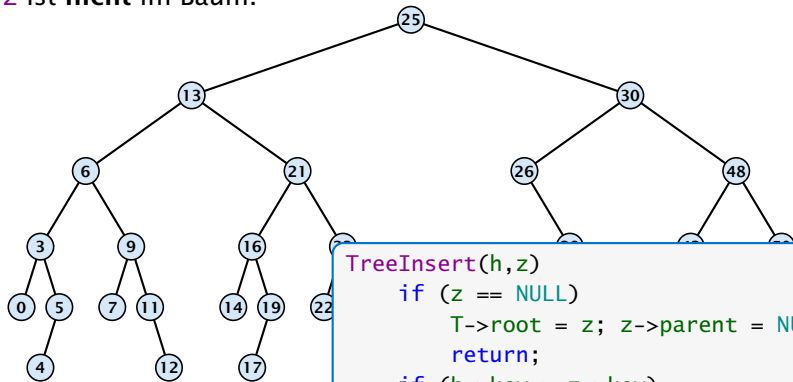 ist nicht im Baum.
25
13 30
6 21 26 48
3 9 16
0 5 7 11 14 19 22
4 12 17
TreeInsert(h,z)
if (z == NULL)
T->root = z; z->parent =
return;